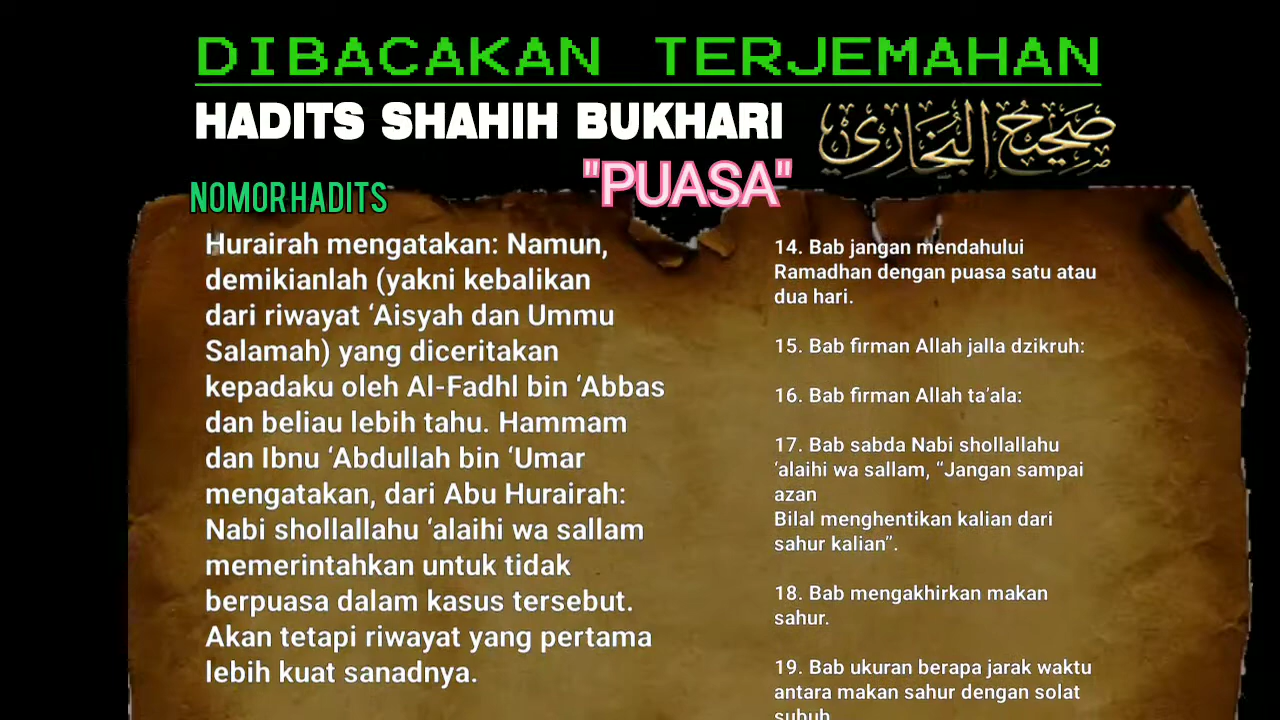 DIBACAKAN TERJEMAHAN
HADITS SHAHIH BUKHARI
صَحِيحُ البُخَارِي
"PUASA"
NOMOR HADITS
Hurairah mengatakan: Namun,
demikianlah (yakni kebalikan
dari riwayat ‘Aisyah dan Ummu
Salamah) yang diceritakan
kepadaku oleh Al-Fadhl bin ‘Abbas
dan beliau lebih tahu. Hammam
dan Ibnu ‘Abdullah bin ‘Umar
mengatakan, dari Abu Hurairah:
Nabi shollallahu ‘alaihi wa sallam
memerintahkan untuk tidak
berpuasa dalam kasus tersebut.
Akan tetapi riwayat yang pertama
lebih kuat sanadnya.
14. Bab jangan mendahului
Ramadhan dengan puasa satu atau
dua hari.
15. Bab firman Allah jalla dzikruh:
16. Bab firman Allah ta’ala:
17. Bab sabda Nabi shollallahu
‘alaihi wa sallam, “Jangan sampai
azan
Bilal menghentikan kalian dari
sahur kalian”.
18. Bab mengakhirkan makan
sahur.
19. Bab ukuran berapa jarak waktu
antara makan sahur dengan solat
subuh